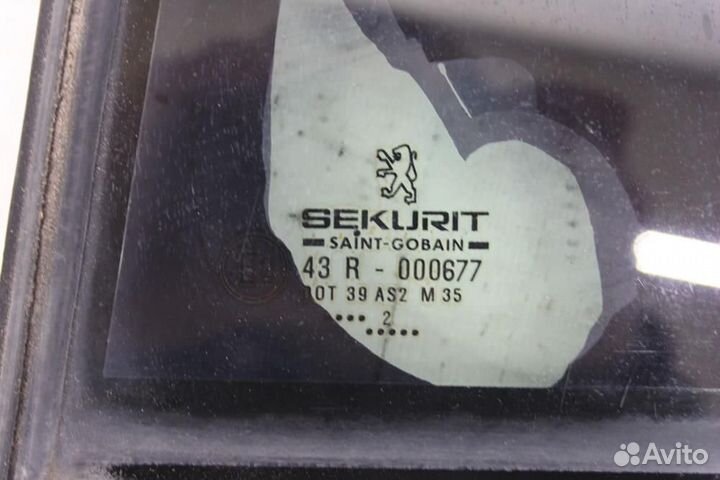 SEKURIT
SAINT-GOBAIN
43 R - 000677
DOT 39 AS2 M 35
•••• 2
•••••
Avito